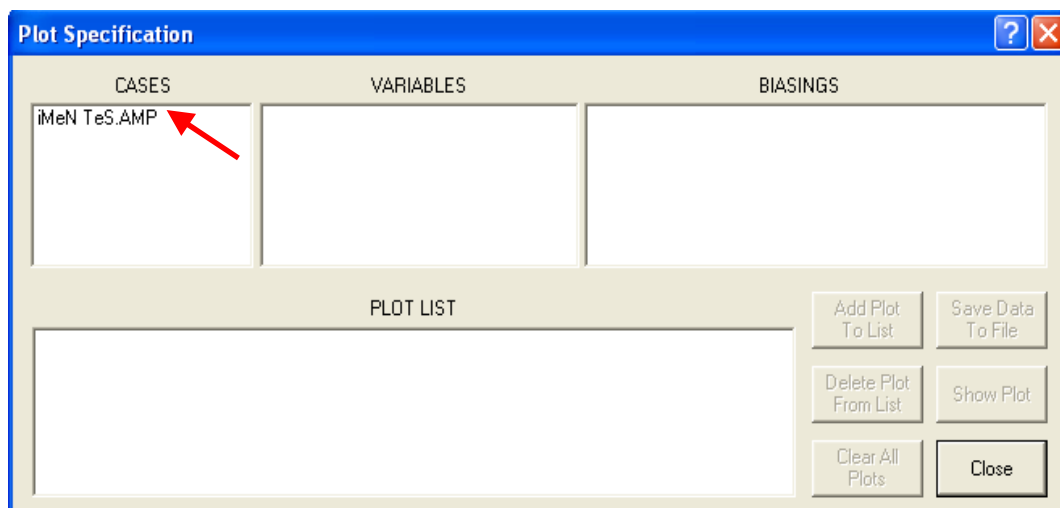 Plot Specification
CASES
VARIABLES
BIASINGS
iMeN TeS.AMP
PLOT LIST
Add Plot
To List
Save Data
To File
Delete Plot
From List
Show Plot
Clear All
Plots
Close